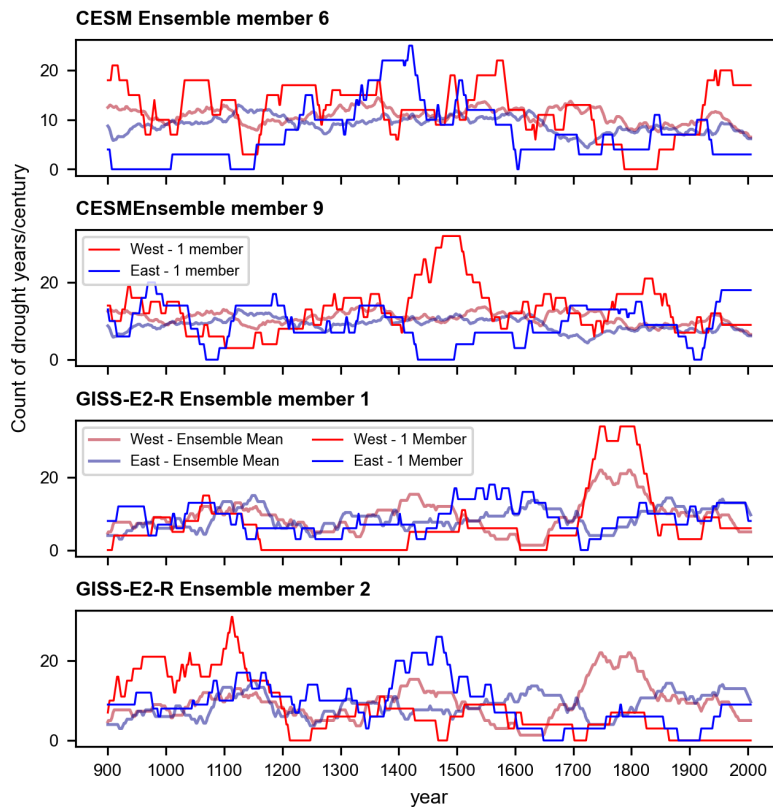 CESM Ensemble member 6
20
10
0
CESMEnsemble member 9
West - 1 member
East - 1 member
20
0
Count of drought years/century
GISS-E2-R Ensemble member 1
West - Ensemble Mean
East - Ensemble Mean
West - 1 Member
East - 1 Member
20
0
GISS-E2-R Ensemble member 2
20
0
900 1000 1100 1200 1300 1400 1500 1600 1700 1800 1900 2000
year